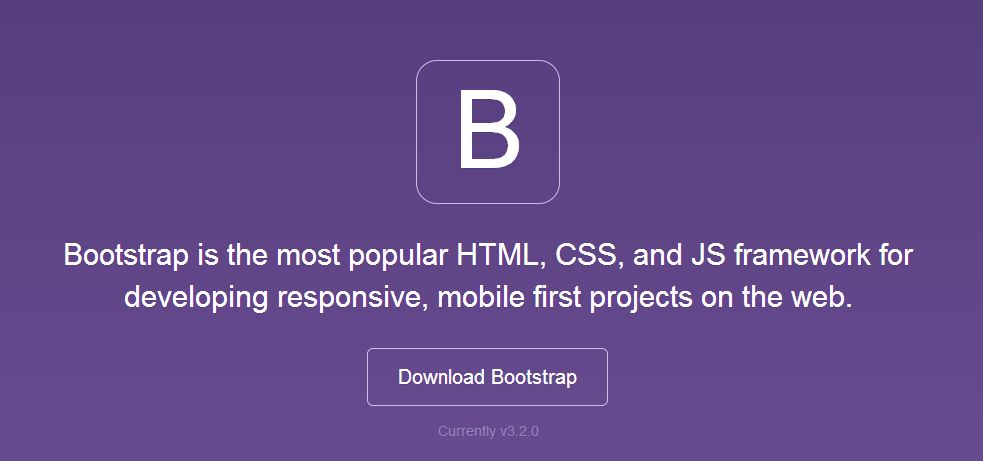 B
Bootstrap is the most popular HTML, CSS, and JS framework for
developing responsive, mobile first projects on the web.
Download Bootstrap
Currently v3.2.0